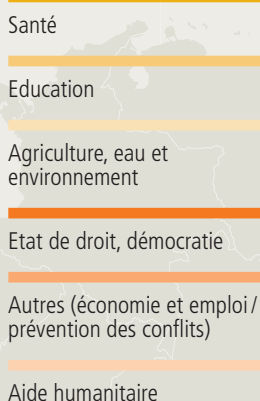 Santé
Education
Agriculture, eau et
environnement
Etat de droit, démocratie
Autres (économie et emploi /
prévention des conflits)
Aide humanitaire